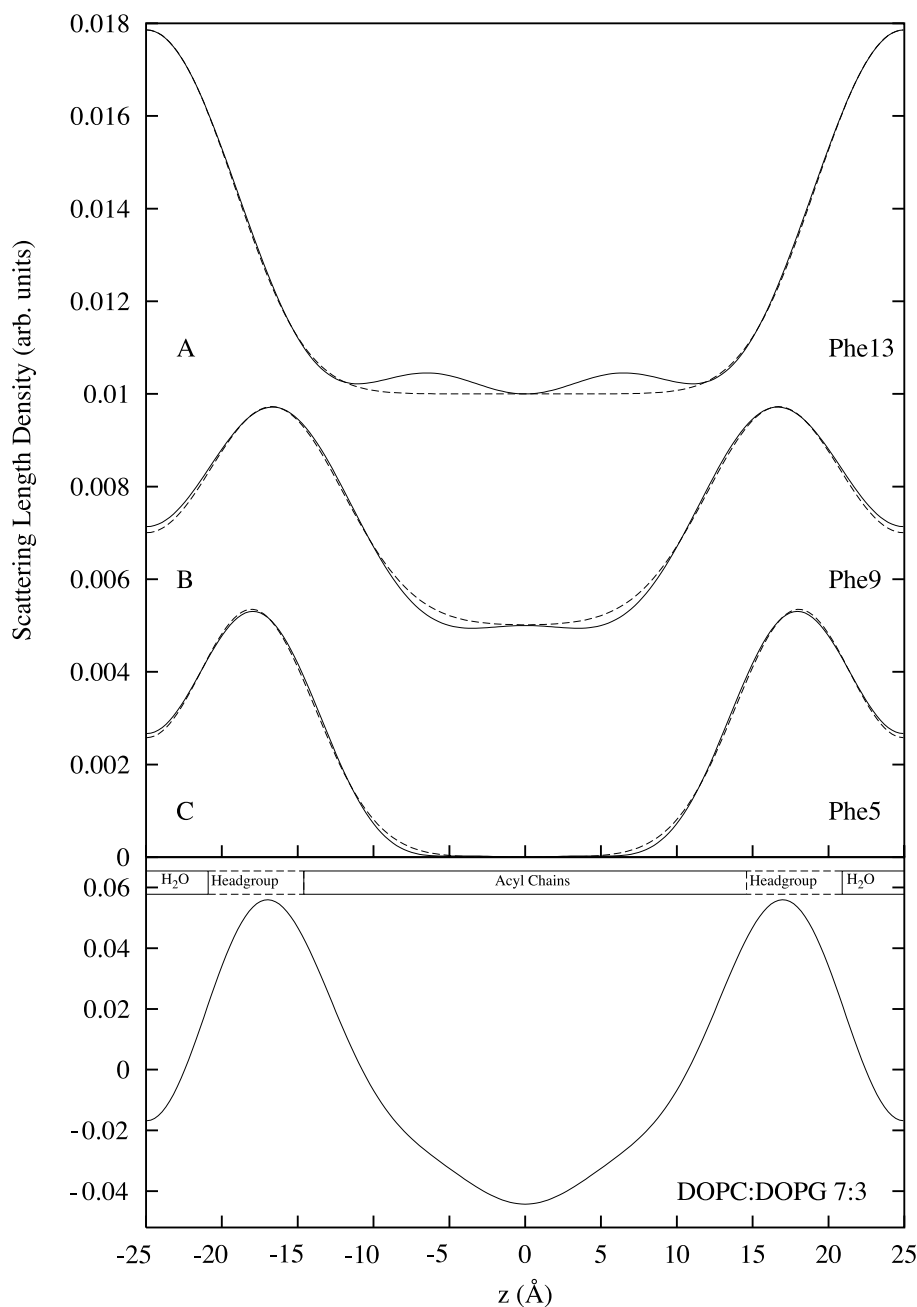 Scattering Length Density (arb. units)
0.018
0.016
0.014
0.012
A
Phe13
0.01
0.008
B
Phe9
0.006
0.004
0.002
C
Phe5
0
H2O
Headgroup
Acyl Chains
Headgroup
H2O
0.06
0.04
0.02
0
-0.02
-0.04
DOPC:DOPG 7:3
-25 -20 -15 -10 -5 0 5 10 15 20 25
z (Å)